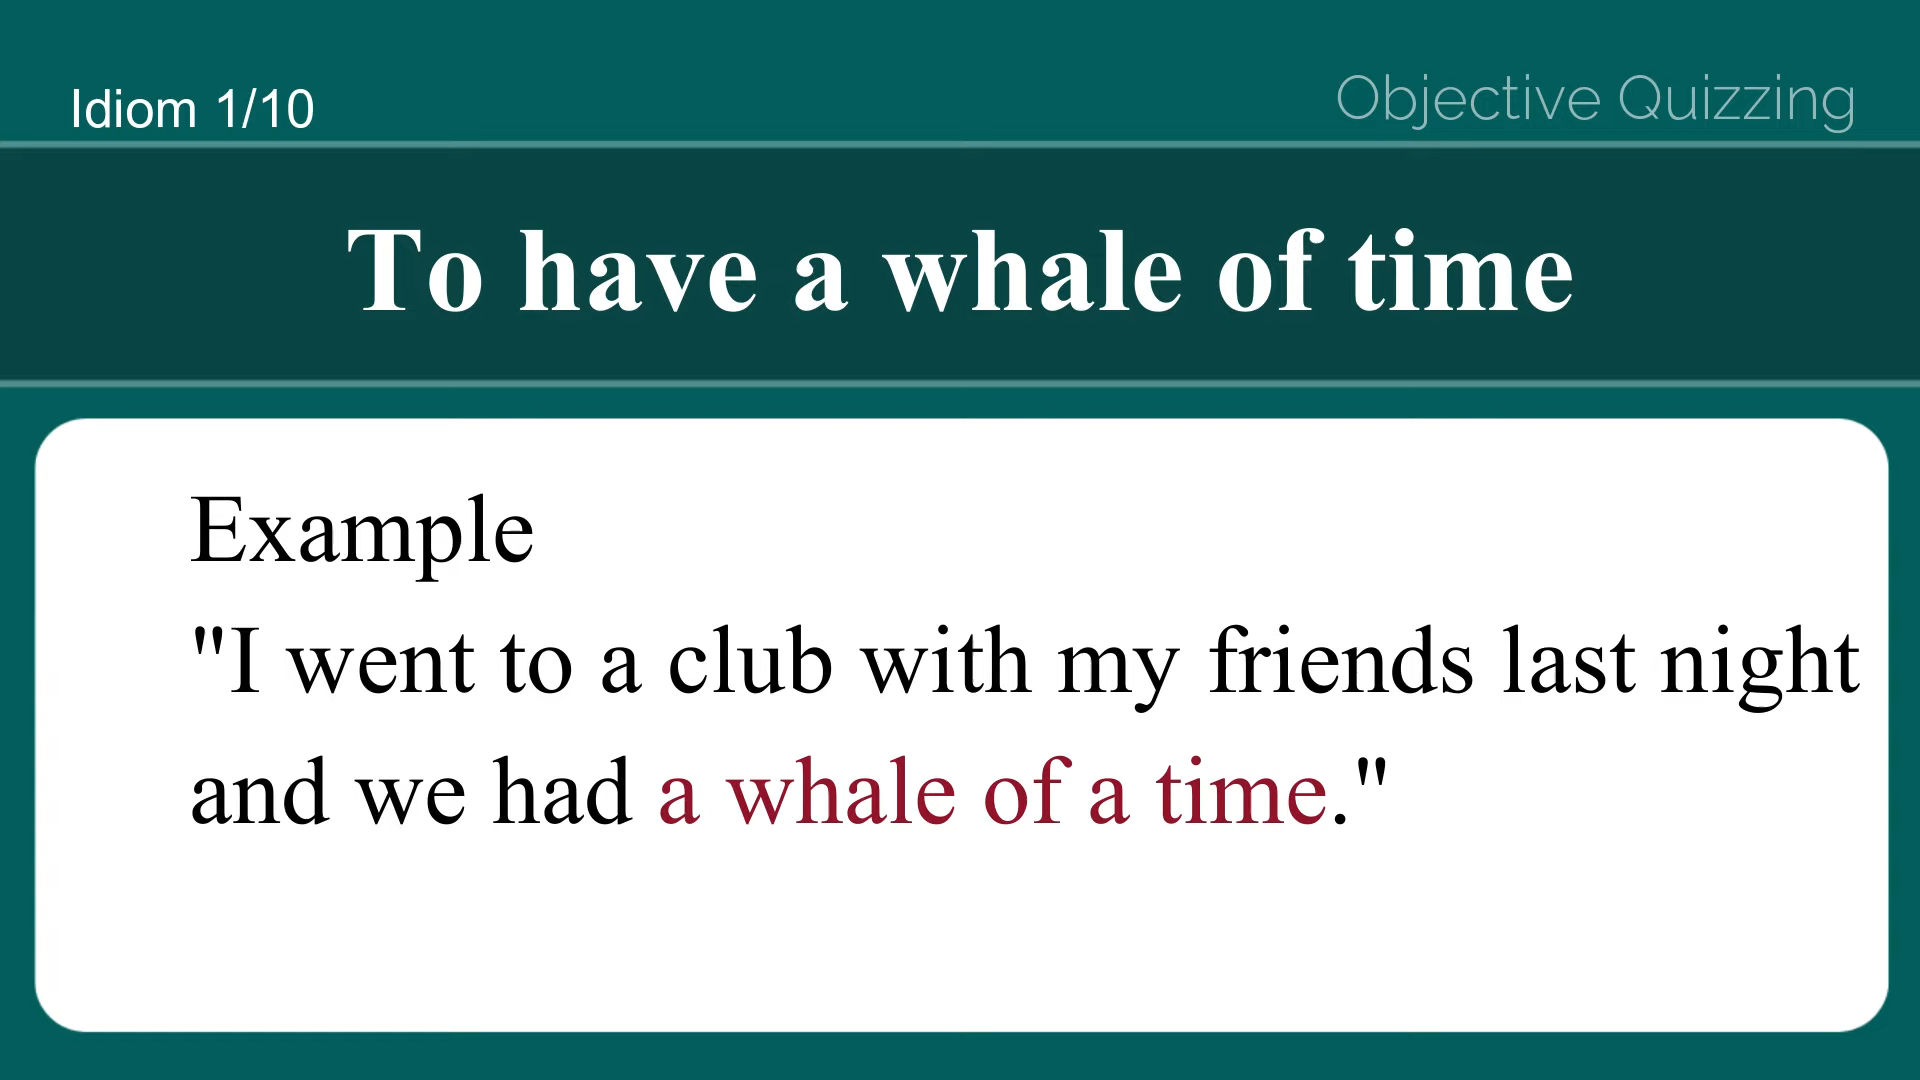 Idiom 1/10
Objective Quizzing
To have a whale of time
Example
"I went to a club with my friends last night
and we had a whale of a time."